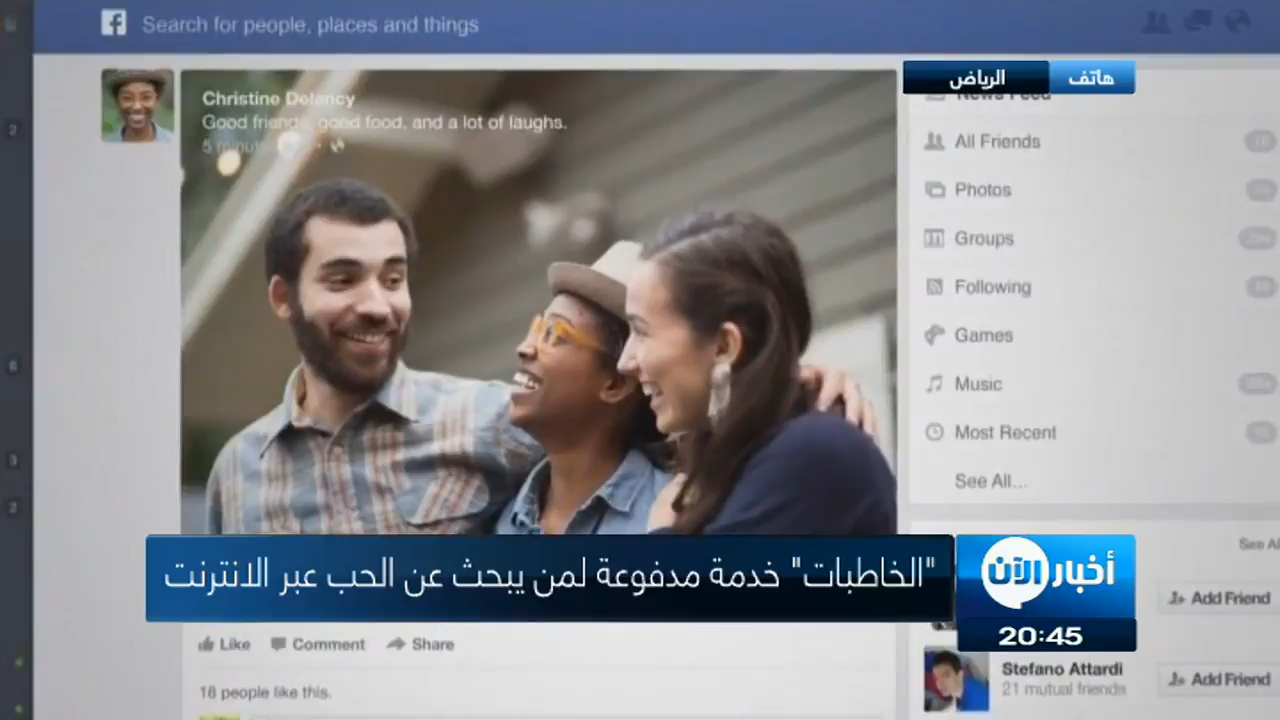 Search for people, places and things
هاتف
الرياض
Christine Delancy
Good friends, good food, and a lot of laughs.
News Feed
All Friends
Photos
Groups
Following
Games
Music
Most Recent
See All...
"الخاطبات" خدمة مدفوعة لمن يبحث عن الحب عبر الانترنت
أخبار الآن
20:45
Add Friend
Like Comment Share
18 people like this.
Stefano Attardi
21 mutual friends
Add Friend